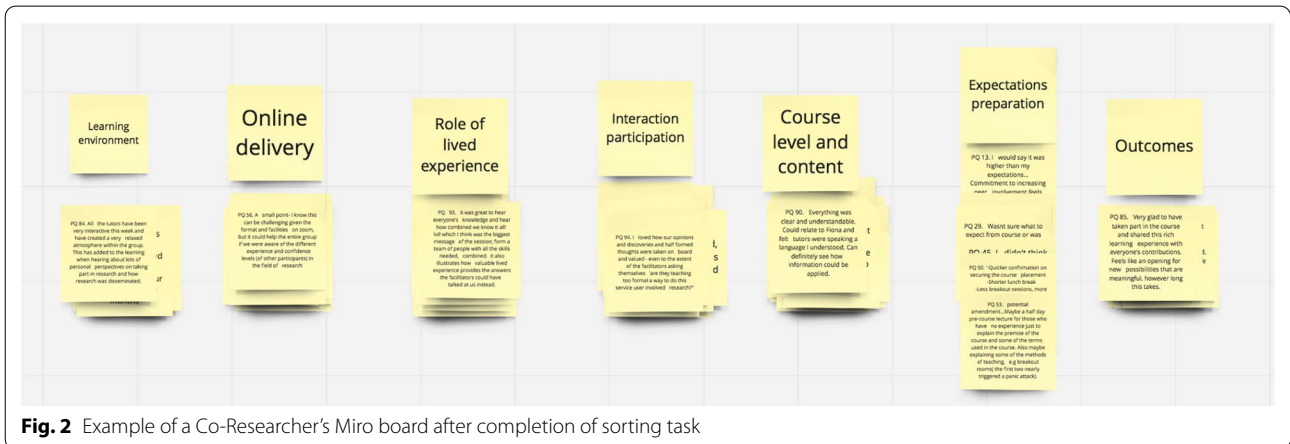 Learning
environment
PQ 84. All the tutors have been
very interactive this week and
have created a very relaxed
atmosphere within the group.
This has added to the learning
when hearing about lots of
personal perspectives on taking
part in research and how
research was disseminated.
Online
delivery
PQ 56. A small point- I know this
can be challenging given the
format and facilities on zoom,
but it could help the entire group
if we were aware of the different
experience and confidence
levels (of other participants) in
the field of research
Role of
lived
experience
PQ 93. it was great to hear
everyone's knowledge and hear
how combined we know it all!
lol! which I think was the biggest
message of the session; form a
team of people with all the skills
needed, combined. it also
illustrates how valuable lived
experience provides the answers
the facilitators could have
talked at us instead.
Interaction
participation
PQ 94. I loved how our opinions
and discoveries and half formed
thoughts were taken on board
and valued - even to the extent
of the facilitators asking
themselves 'are they teaching
too formal a way to do this
service user involved research?"
Course
level and
content
PQ 90. Everything was
clear and understandable.
Could relate to Fiona and
felt tutors were speaking a
language I understood. Can
definitely see how
information could be
applied.
Expectations
preparation
PQ 13. I would say it was
higher than my
expectations...
Commitment to increasing
peer involvement feels
PQ 29. Wasnt sure what to
expect from course or was
PQ 45. I didn't think
PQ 50. -Quicker confirmation on
securing the course placement
-Shorter lunch break
-Less breakout sessions, more
PQ 53. potential
amendment...Maybe a half day
pre-course lecture for those who
have no experience just to
explain the premise of the
course and some of the terms
used in the course. Also maybe
explaining some of the methods
of teaching, e.g breakout
rooms( the first two nearly
triggered a panic attack).
Outcomes
PQ 85. Very glad to have
taken part in the course
and shared this rich
learning experience with
everyone's contributions.
Feels like an opening for
new possibilities that are
meaningful, however long
this takes.
Fig. 2 Example of a Co-Researcher's Miro board after completion of sorting task